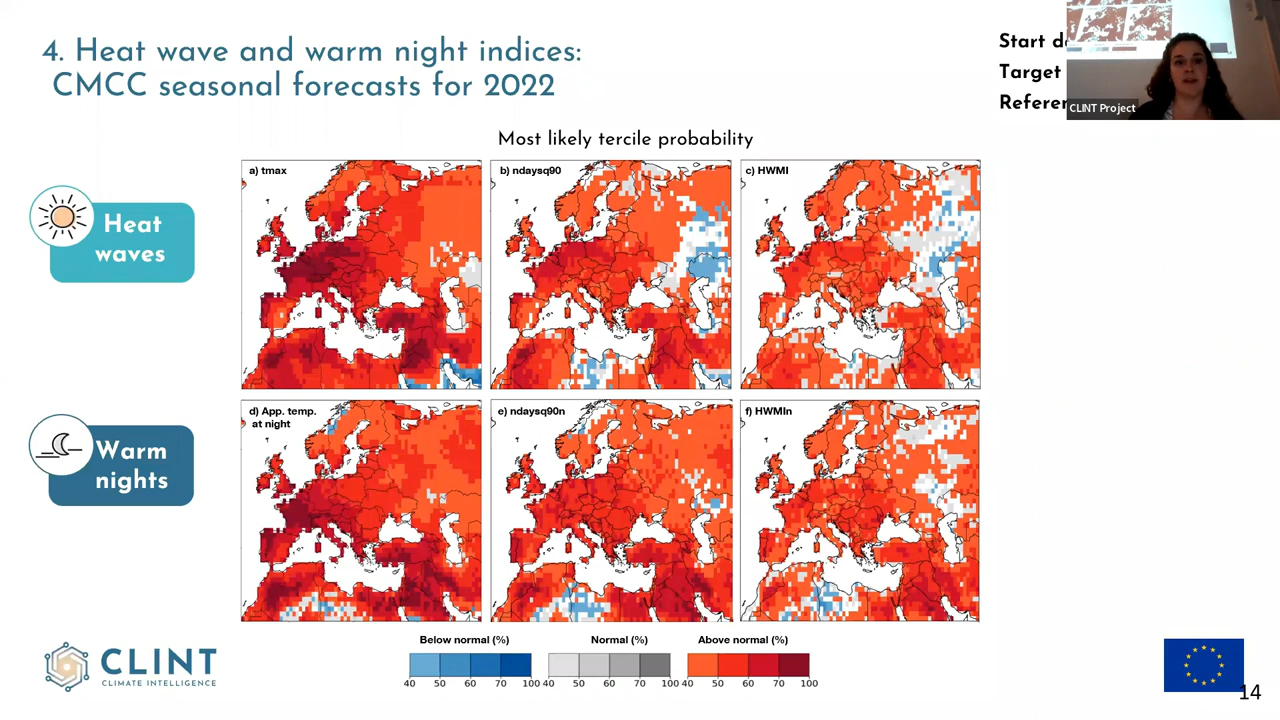 4. Heat wave and warm night indices:
CMCC seasonal forecasts for 2022
Start
Target
CLINT Project
Most likely tercile probability
a) tmax
b) ndaysq90
c) HWMI
Heat
waves
d) App. temp.
at night
e) ndaysq90n
f) HWMIn
Warm
nights
Below normal (%)
Normal (%)
Above normal (%)
40 50 60 70 100
40 50 60 70 100
40 50 60 70 100
CLINT
CLIMATE INTELLIGENCE
14